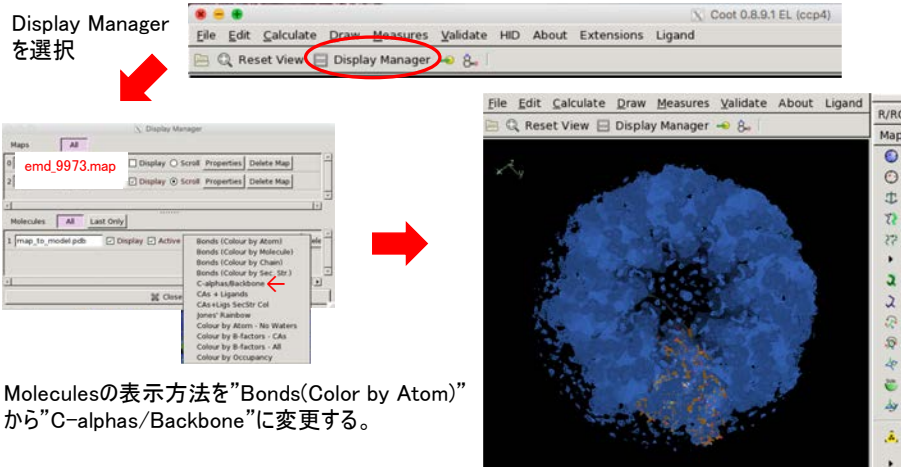 Display Manager
を選択
Coot 0.8.9.1 EL (ccp4)
File Edit Calculate Draw Measures Validate HID About Extensions Ligand
Reset View Display Manager
Display Manager
Maps All
0 emd_9973.map Display Scroll Properties Delete Map
2 Display Scroll Properties Delete Map
Molecules All Last Only
1 map_to_model.pdb Display Active
Bonds (Colour by Atom)
Bonds (Colour by Molecule)
Bonds (Colour by Chain)
Bonds (Colour by Sec. Str.)
C-alphas/Backbone
CAs + Ligands
CAs+Ligs SecStr Col
Jones' Rainbow
Colour by Atom - No Waters
Colour by B-factors - CAs
Colour by B-factors - All
Colour by Occupancy
Close
File Edit Calculate Draw Measures Validate About Ligand
Reset View Display Manager
R/RC
Map
Moleculesの表示方法を”Bonds(Color by Atom)”
から”C-alphas/Backbone”に変更する。